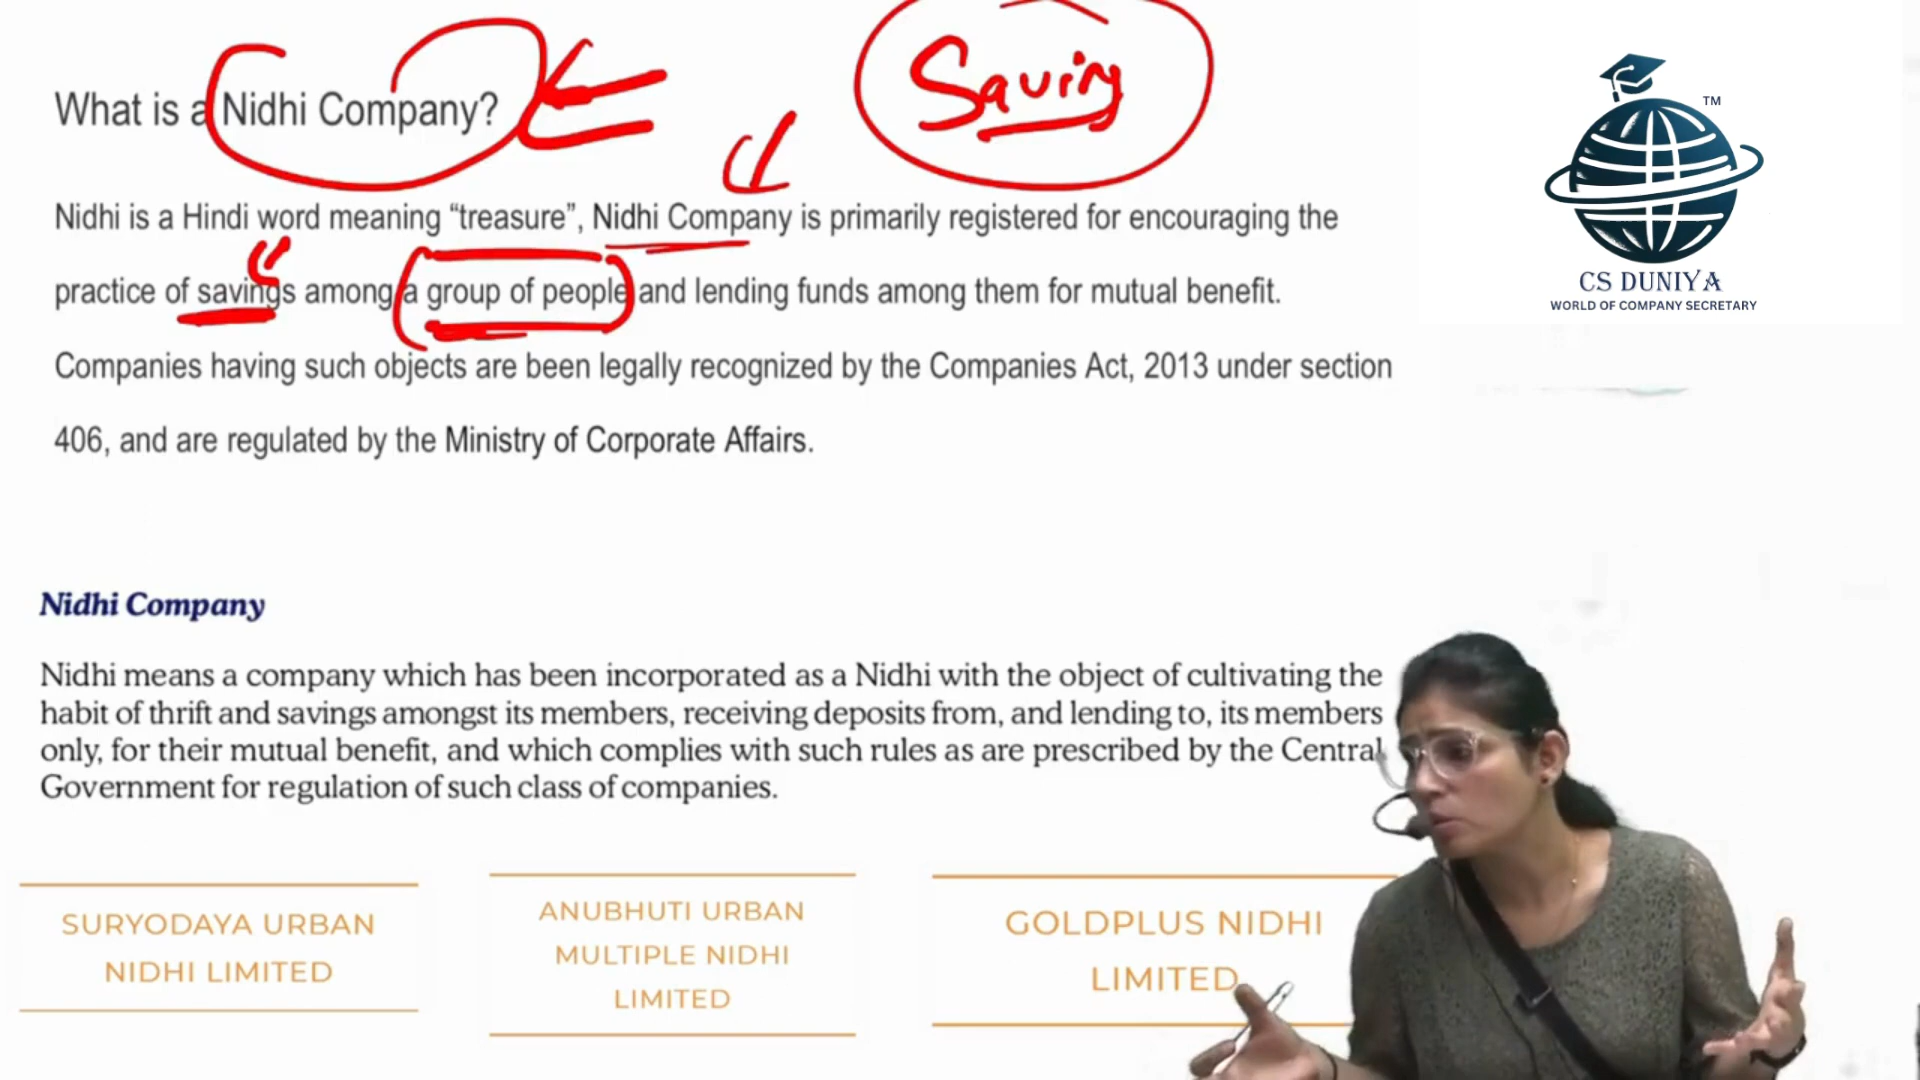 Saving
What is a Nidhi Company?
Nidhi is a Hindi word meaning “treasure”, Nidhi Company is primarily registered for encouraging the
practice of savings among a group of people and lending funds among them for mutual benefit.
Companies having such objects are been legally recognized by the Companies Act, 2013 under section
406, and are regulated by the Ministry of Corporate Affairs.
TM
CS DUNIYA
WORLD OF COMPANY SECRETARY
Nidhi Company
Nidhi means a company which has been incorporated as a Nidhi with the object of cultivating the
habit of thrift and savings amongst its members, receiving deposits from, and lending to, its members
only, for their mutual benefit, and which complies with such rules as are prescribed by the Central
Government for regulation of such class of companies.
SURYODAYA URBAN
NIDHI LIMITED
ANUBHUTI URBAN
MULTIPLE NIDHI
LIMITED
GOLDPLUS NIDHI
LIMITED